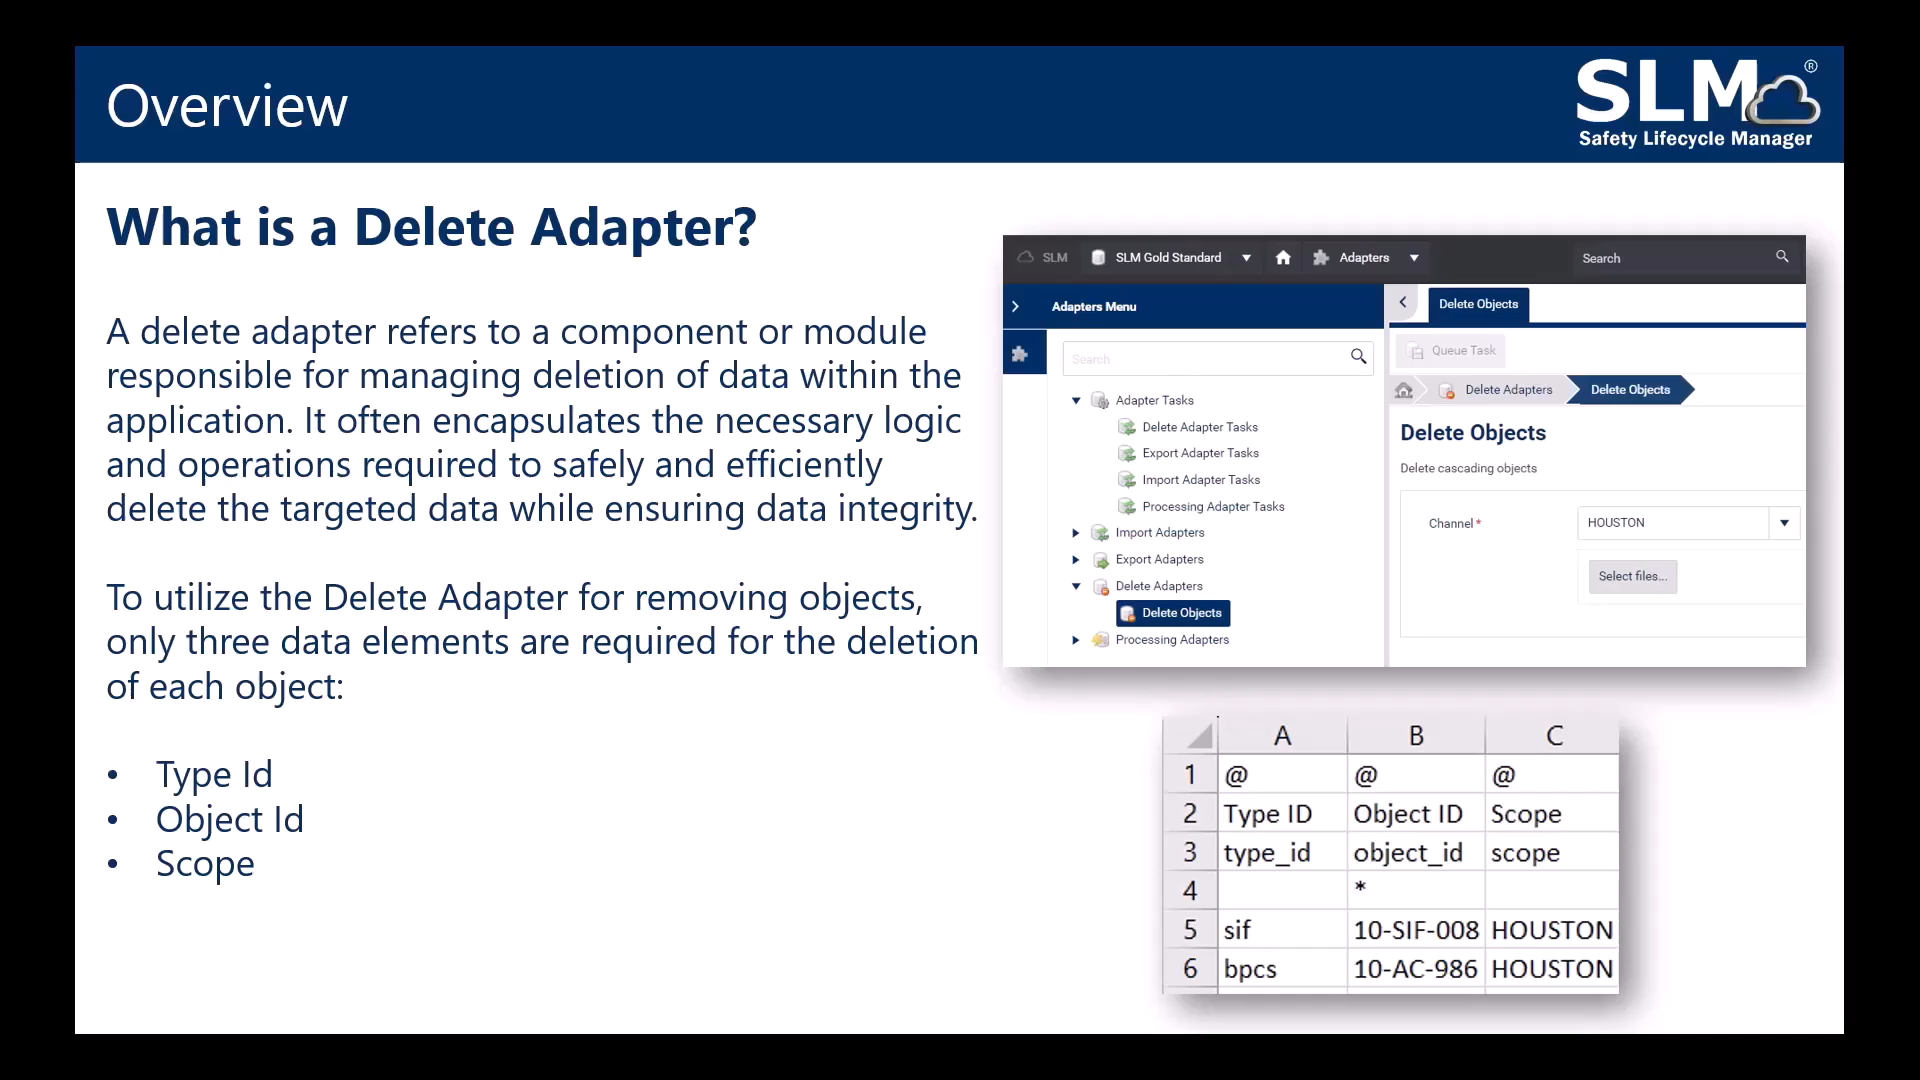 Overview
SLM®
Safety Lifecycle Manager
What is a Delete Adapter?
A delete adapter refers to a component or module
responsible for managing deletion of data within the
application. It often encapsulates the necessary logic
and operations required to safely and efficiently
delete the targeted data while ensuring data integrity.
To utilize the Delete Adapter for removing objects,
only three data elements are required for the deletion
of each object:
• Type Id
• Object Id
• Scope
SLM SLM Gold Standard Adapters Search
Adapters Menu
Search
Adapter Tasks
Delete Adapter Tasks
Export Adapter Tasks
Import Adapter Tasks
Processing Adapter Tasks
Import Adapters
Export Adapters
Delete Adapters
Delete Objects
Processing Adapters
Delete Objects
Queue Task
Delete Adapters Delete Objects
Delete Objects
Delete cascading objects
Channel * HOUSTON
Select files...
A B C
1 @ @ @
2 Type ID Object ID Scope
3 type_id object_id scope
4 *
5 sif 10-SIF-008 HOUSTON
6 bpcs 10-AC-986 HOUSTON